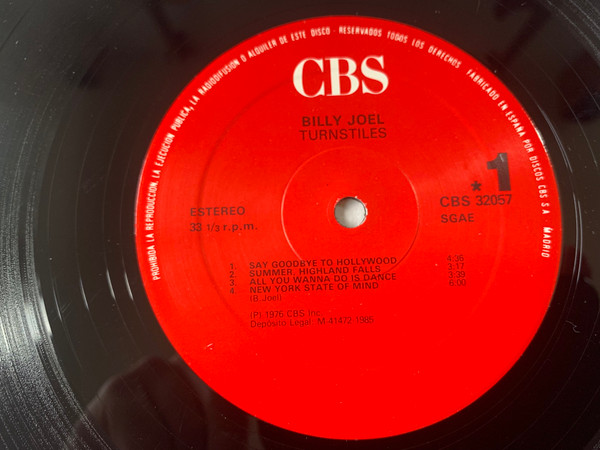 PROHIBIDA LA REPRODUCCION, LA EJECUCION PUBLICA, LA RADIODIFUSION O ALQUILER DE ESTE DISCO · RESERVADOS TODOS LOS DERECHOS · FABRICADO EN ESPAÑA POR DISCOS CBS S A MADRID
CBS
BILLY JOEL
TURNSTILES
*1
ESTEREO CBS 32057
33 1/3 r.p.m. SGAE
1. SAY GOODBYE TO HOLLYWOOD 4:36
2. SUMMER, HIGHLAND FALLS 3:17
3. ALL YOU WANNA DO IS DANCE 3:39
4. NEW YORK STATE OF MIND 6:00
(B. Joel)
(P) 1976 CBS Inc
Depósito Legal: M-41472 1985